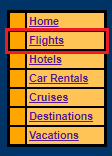 Home
Flights
Hotels
Car Rentals
Cruises
Destinations
Vacations